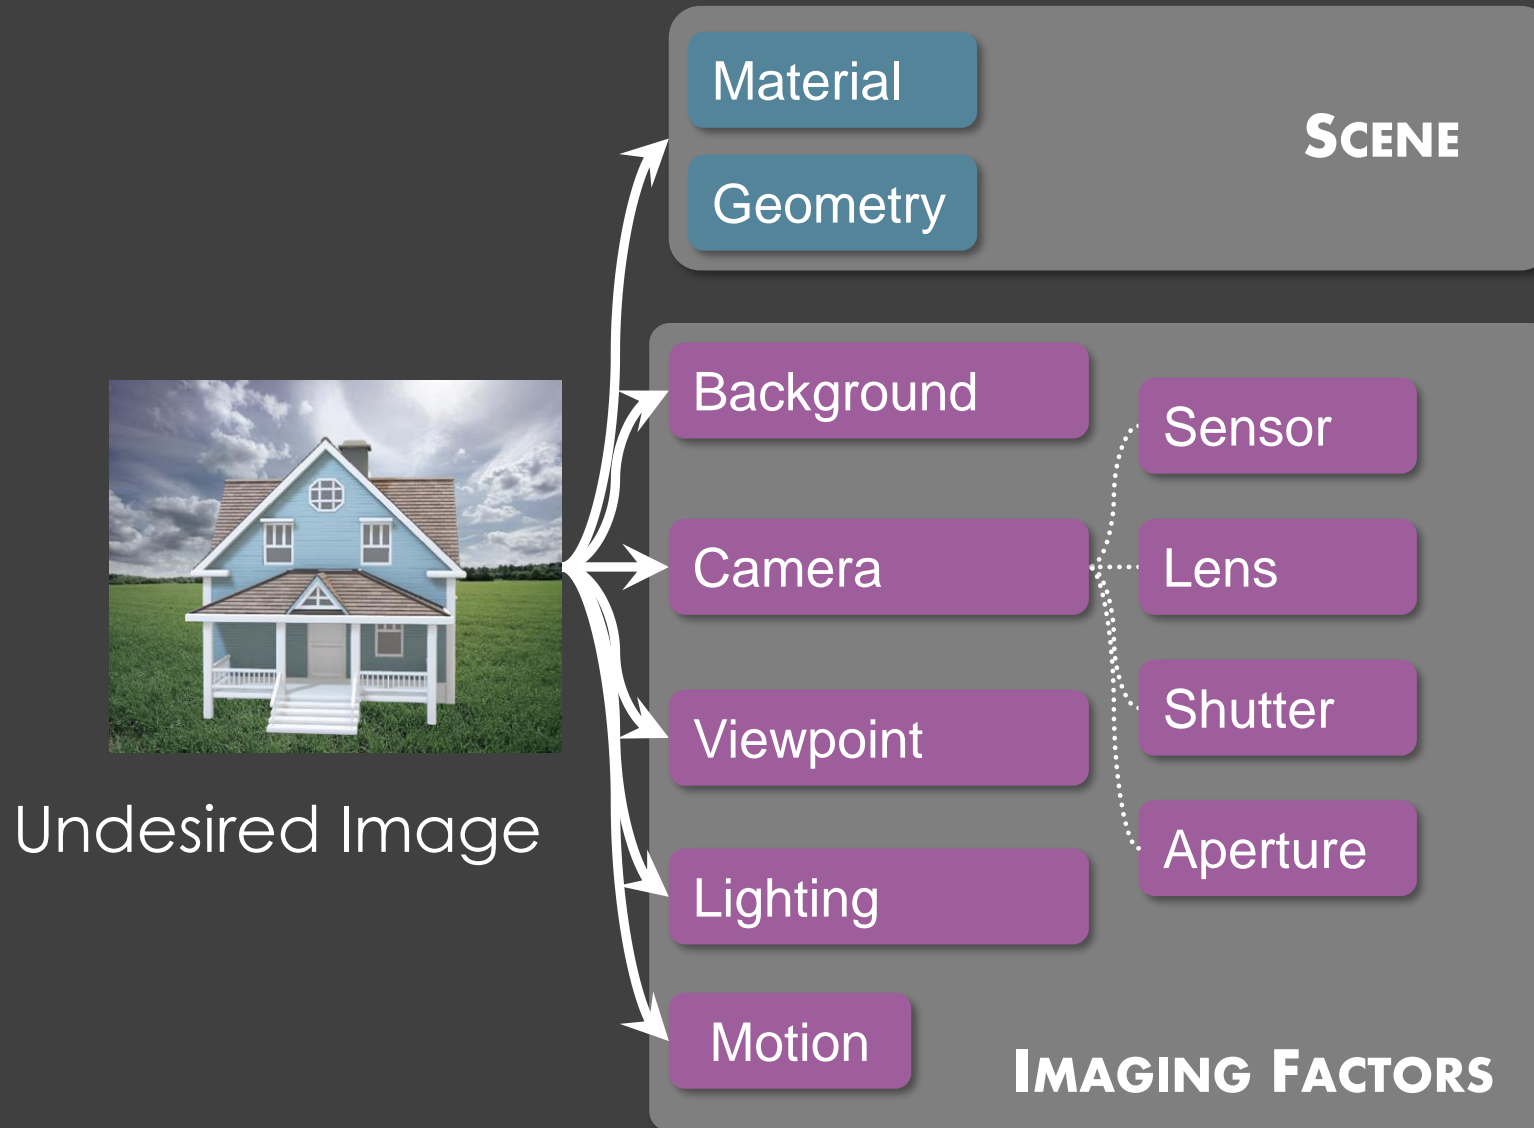 Material
SCENE
Geometry
Background
Sensor
Camera
Lens
Shutter
Viewpoint
Undesired Image
Aperture
Lighting
Motion
IMAGING FACTORS